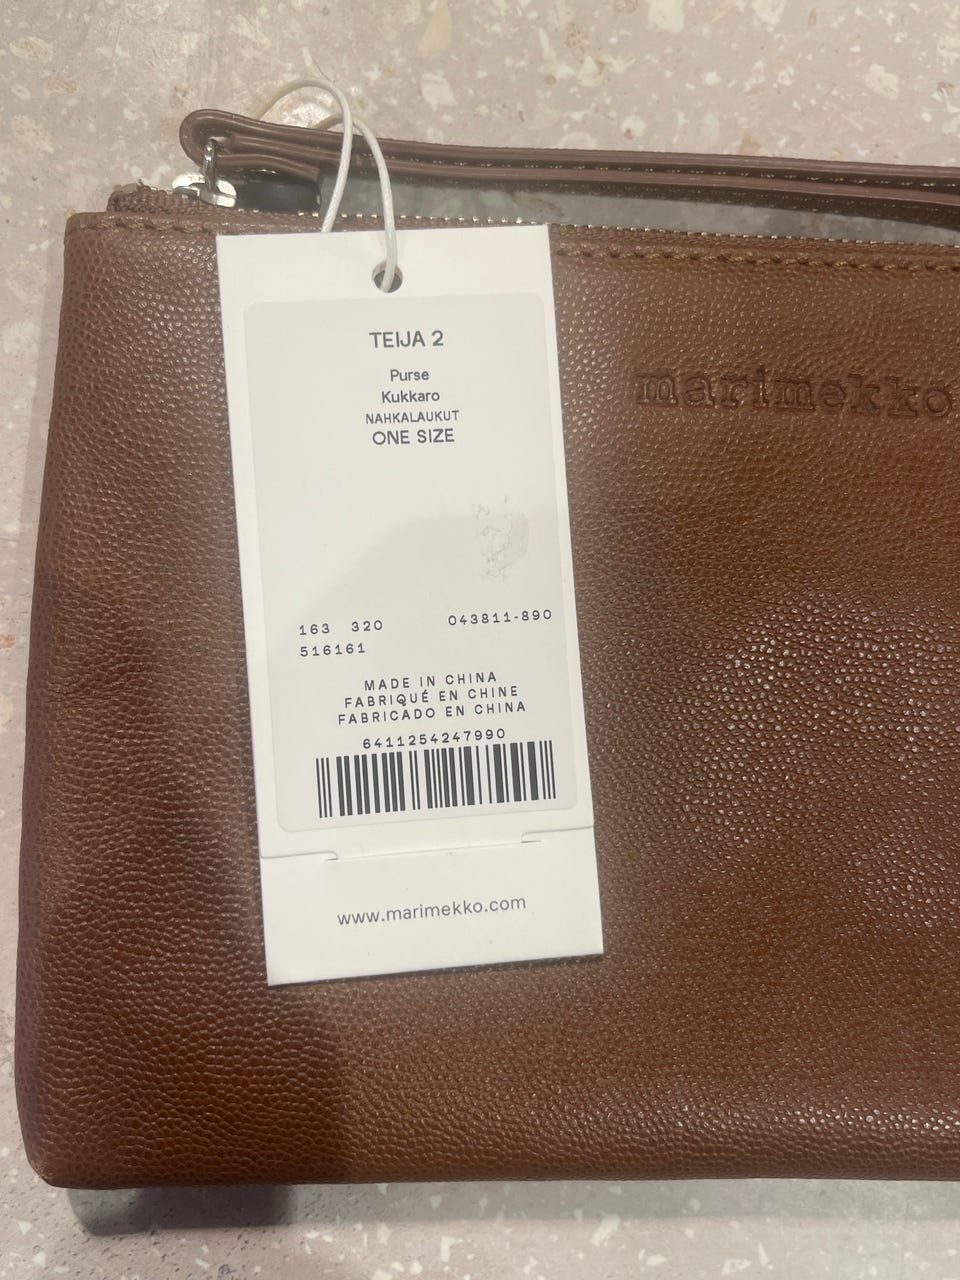 TEIJA 2
Purse
Kukkaro
NAHKALAUKUT
ONE SIZE
163 320 043811-890
516161
MADE IN CHINA
FABRIQUÉ EN CHINE
FABRICADO EN CHINA
6411254247990
www.marimekko.com
marimekko